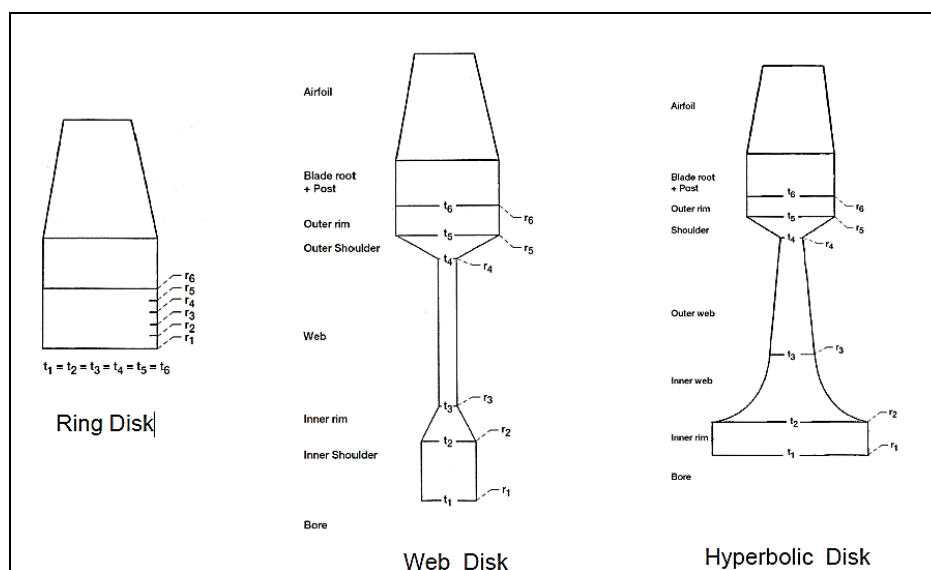 r6
r5
r4
r3
r2
r1
t1 = t2 = t3 = t4 = t5 = t6
Ring Disk
Airfoil
Blade root
+ Post
t6
r6
Outer rim
t5
r5
Outer Shoulder
t4
r4
Web
t3
r3
Inner rim
t2
r2
Inner Shoulder
t1
r1
Bore
Web Disk
Airfoil
Blade root
+ Post
t6
r6
Outer rim
t5
r5
Shoulder
t4
r4
Outer web
t3
r3
Inner web
t2
r2
Inner rim
t1
r1
Bore
Hyperbolic Disk